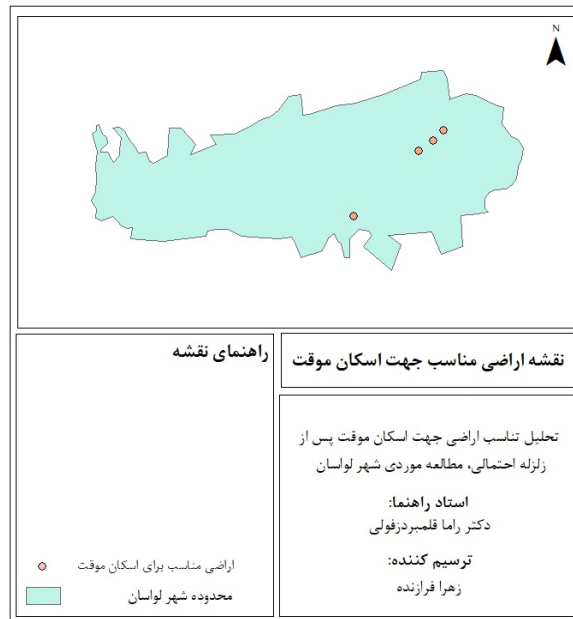 N
راهنمای نقشه
اراضی مناسب برای اسکان موقت
محدوده شهر لواسان
نقشه اراضی مناسب جهت اسکان موقت
تحلیل تناسب اراضی جهت اسکان موقت پس از
زلزله احتمالی، مطالعه موردی شهر لواسان
استاد راهنما:
دکتر راما قلمبردزفولی
ترسیم کننده:
زهرا فرازنده